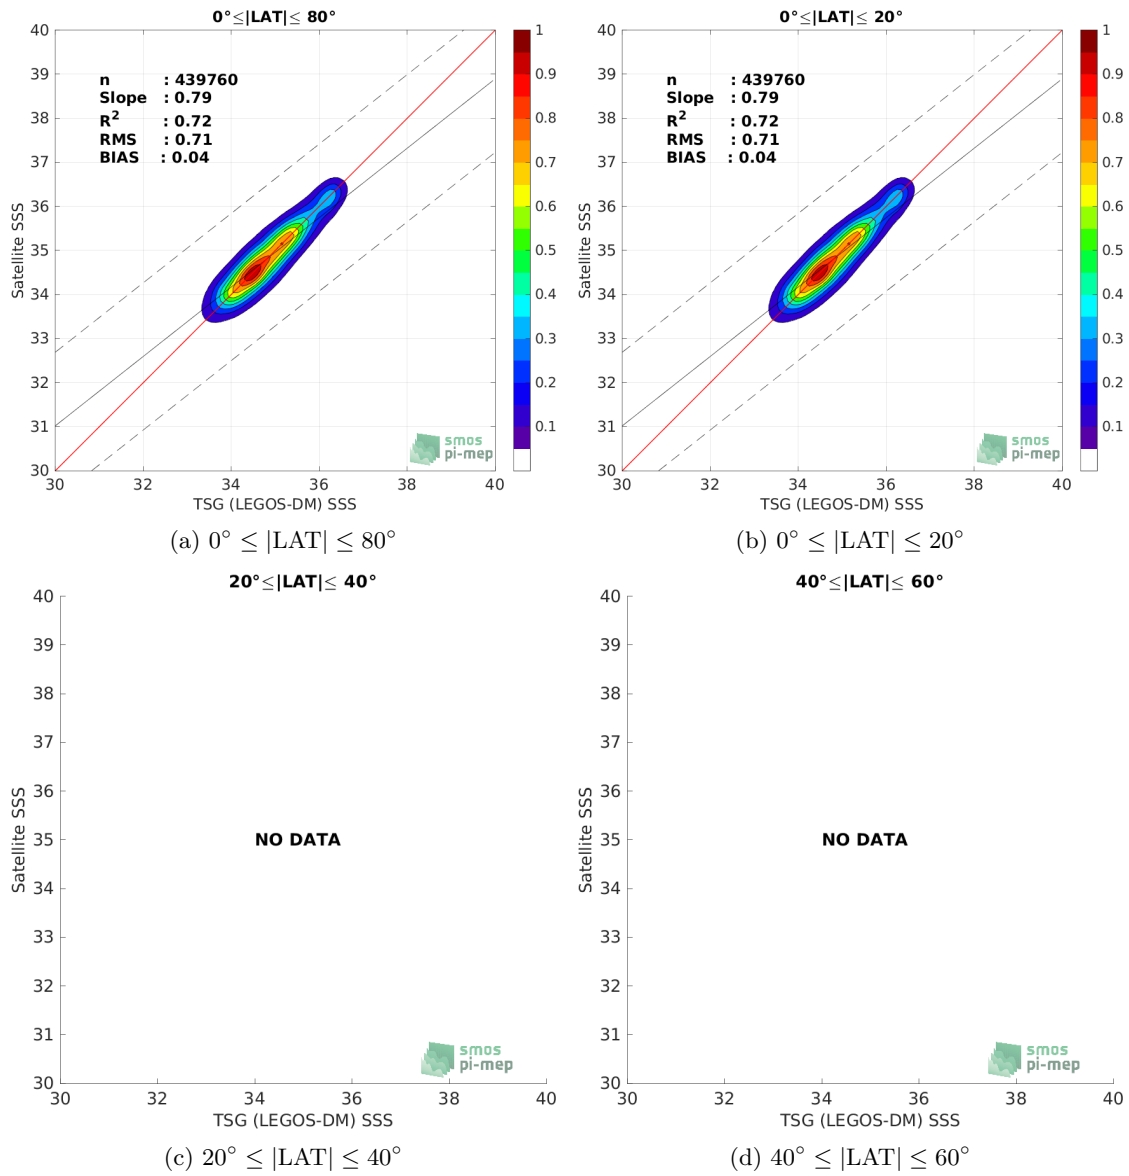 0°≤|LAT|≤ 80°
n : 439760
Slope : 0.79
R² : 0.72
RMS : 0.71
BIAS : 0.04
40
39
38
37
36
35
34
33
32
31
30
Satellite SSS
30 32 34 36 38 40
TSG (LEGOS-DM) SSS
1
0.9
0.8
0.7
0.6
0.5
0.4
0.3
0.2
0.1
smos
pi-mep
(a) 0° ≤ |LAT| ≤ 80°
0°≤|LAT|≤ 20°
n : 439760
Slope : 0.79
R² : 0.72
RMS : 0.71
BIAS : 0.04
40
39
38
37
36
35
34
33
32
31
30
Satellite SSS
30 32 34 36 38 40
TSG (LEGOS-DM) SSS
1
0.9
0.8
0.7
0.6
0.5
0.4
0.3
0.2
0.1
smos
pi-mep
(b) 0° ≤ |LAT| ≤ 20°
20°≤|LAT|≤ 40°
40
39
38
37
36
35
34
33
32
31
30
Satellite SSS
NO DATA
smos
pi-mep
30 32 34 36 38 40
TSG (LEGOS-DM) SSS
(c) 20° ≤ |LAT| ≤ 40°
40°≤|LAT|≤ 60°
40
39
38
37
36
35
34
33
32
31
30
Satellite SSS
NO DATA
smos
pi-mep
30 32 34 36 38 40
TSG (LEGOS-DM) SSS
(d) 40° ≤ |LAT| ≤ 60°